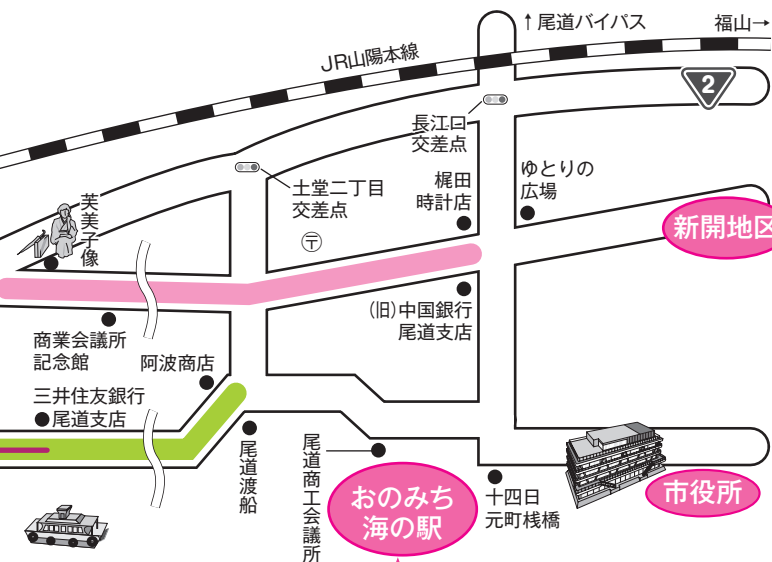 ↑尾道バイパス
福山→
JR山陽本線
2
長江口
交差点
ゆとりの
広場
土堂二丁目
交差点
梶田
時計店
芙美子像
〒
新開地区
(旧)中国銀行
尾道支店
商業会議所
記念館
阿波商店
三井住友銀行
尾道支店
尾道渡船
尾道商工会議所
おのみち
海の駅
十四日
元町桟橋
市役所